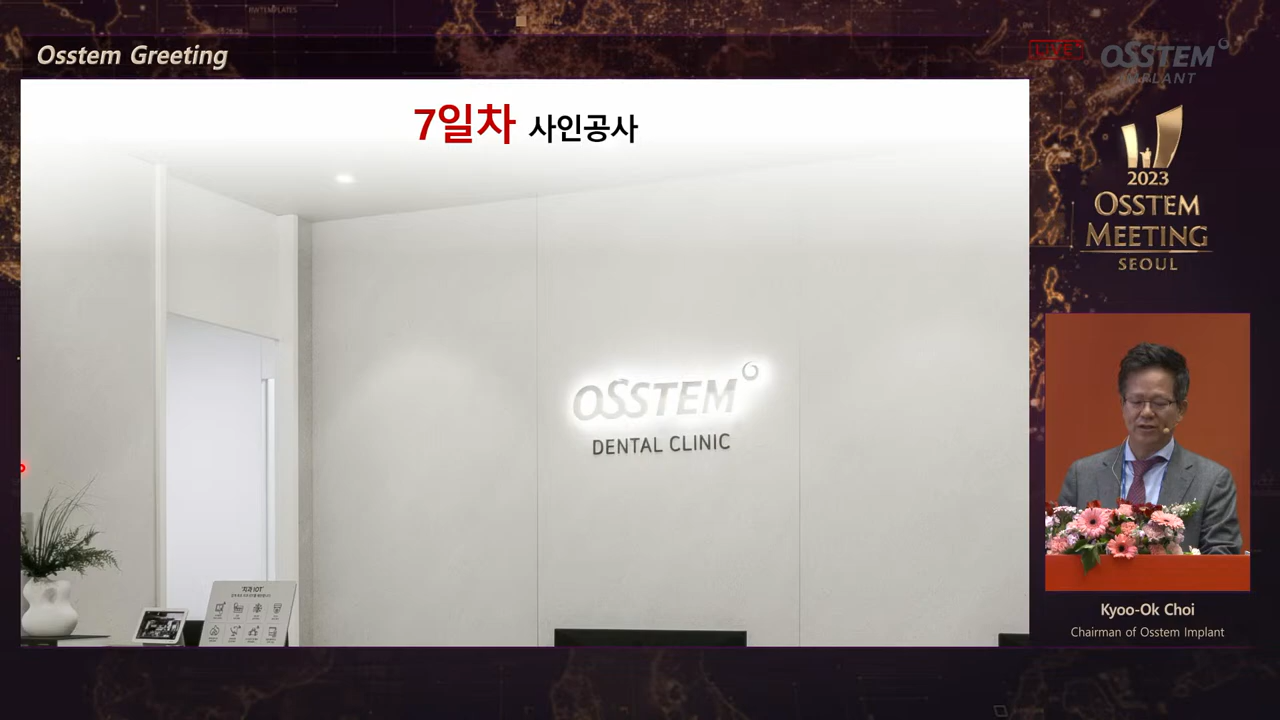 Osstem Greeting
LIVE
OSSTEM
IMPLANT
7일차 사인공사
2023
OSSTEM
MEETING
SEOUL
OSSTEM
DENTAL CLINIC
Kyoo-Ok Choi
Chairman of Osstem Implant